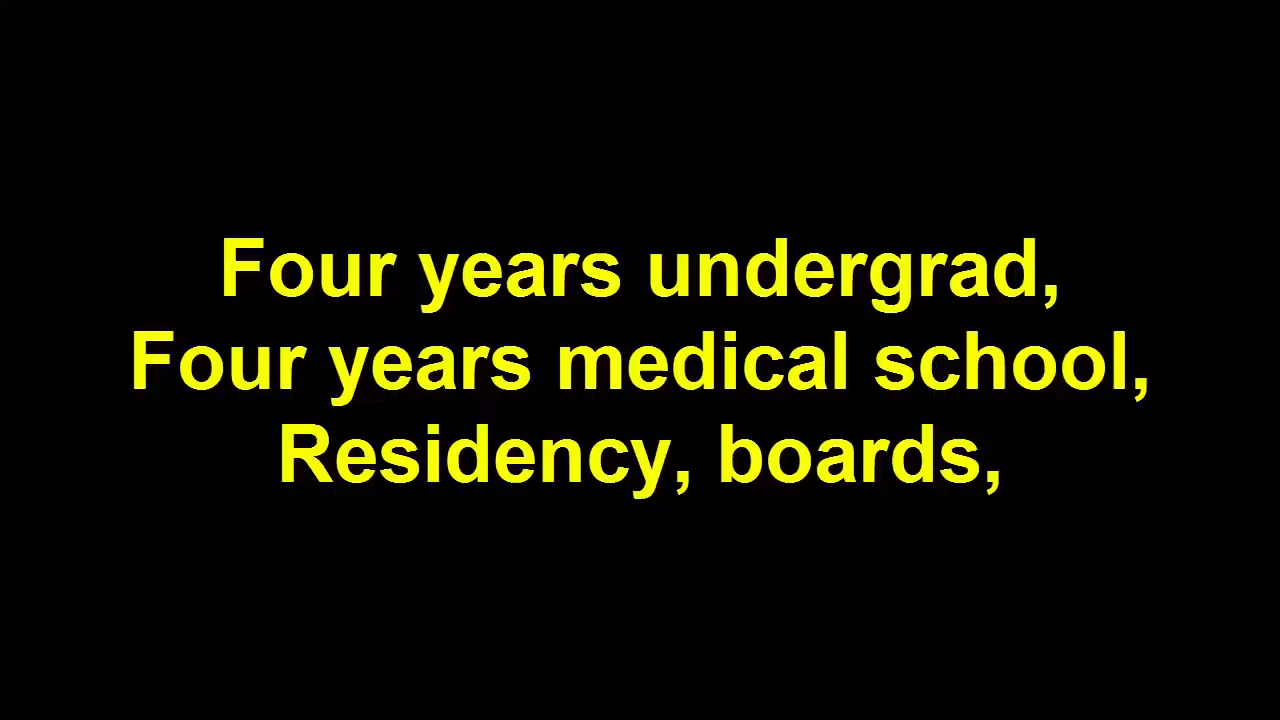 Four years undergrad,
Four years medical school,
Residency, boards,